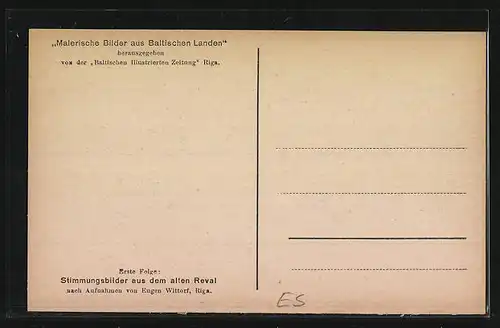 „Malerische Bilder aus Baltischen Landen“
herausgegeben
von der „Baltischen Illustrierten Zeitung“ Riga.
Erste Folge:
Stimmungsbilder aus dem alten Reval
nach Aufnahmen von Eugen Wittorf, Riga.
ES